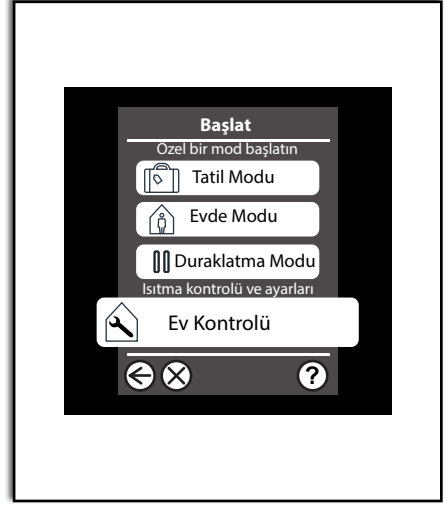 Başlat
Özel bir mod başlatın
Tatil Modu
Evde Modu
Duraklatma Modu
Isıtma kontrolü ve ayarları
Ev Kontrolü
?